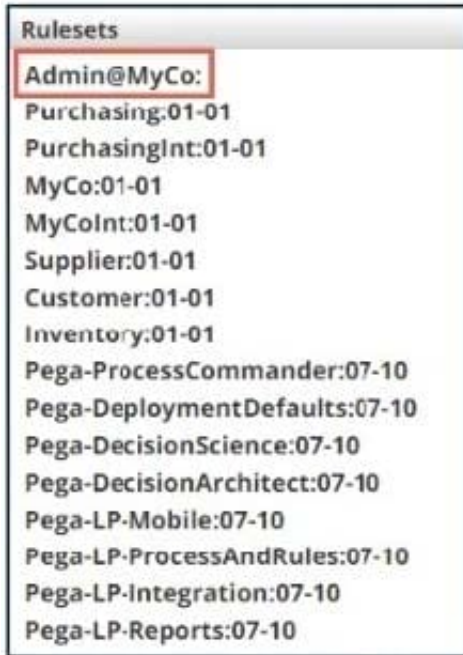 Rulesets
Admin@MyCo:
Purchasing:01-01
PurchasingInt:01-01
MyCo:01-01
MyCoInt:01-01
Supplier:01-01
Customer:01-01
Inventory:01-01
Pega-ProcessCommander:07-10
Pega-DeploymentDefaults:07-10
Pega-DecisionScience:07-10
Pega-DecisionArchitect:07-10
Pega-LP-Mobile:07-10
Pega-LP-ProcessAndRules:07-10
Pega-LP-Integration:07-10
Pega-LP-Reports:07-10